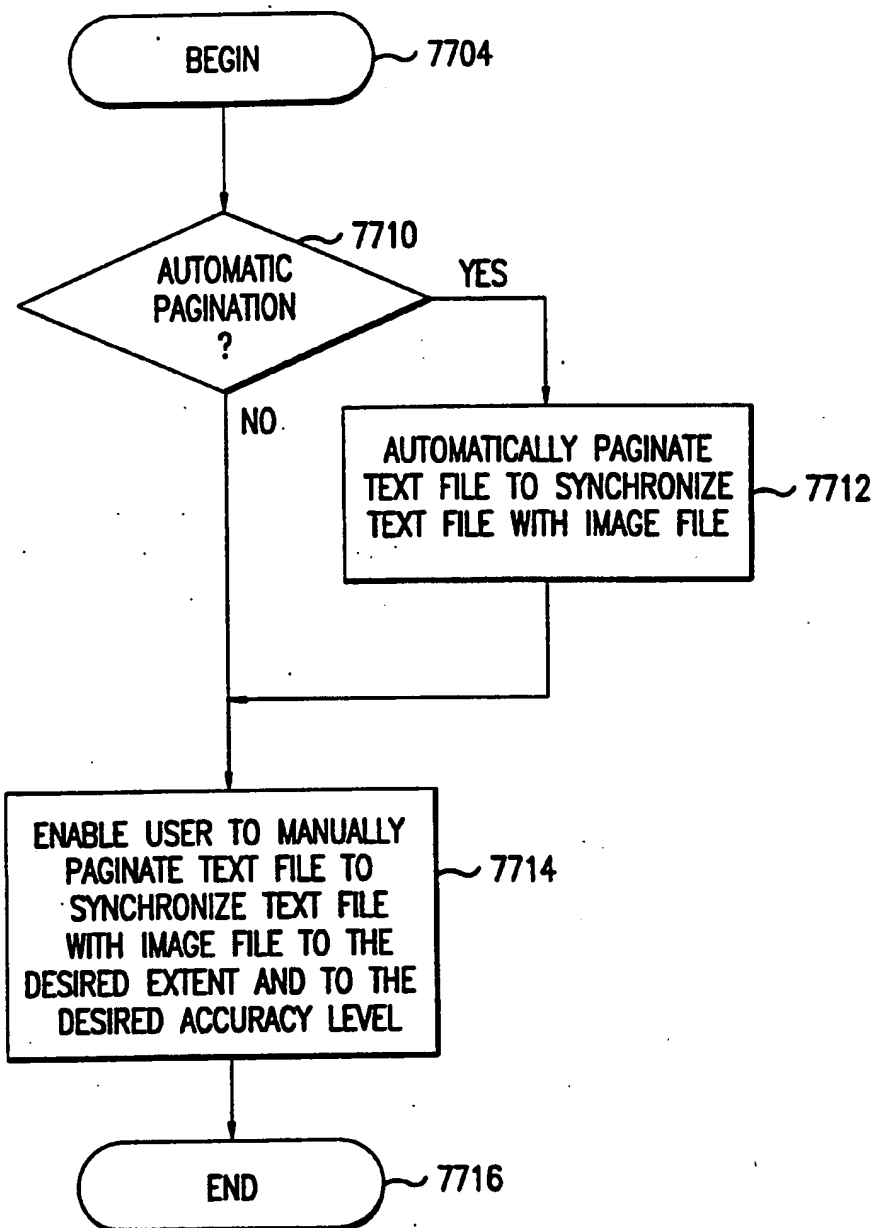 BEGIN
7704
7710
AUTOMATIC
PAGINATION
?
YES
NO
AUTOMATICALLY PAGINATE
TEXT FILE TO SYNCHRONIZE
TEXT FILE WITH IMAGE FILE
7712
ENABLE USER TO MANUALLY
PAGINATE TEXT FILE TO
SYNCHRONIZE TEXT FILE
WITH IMAGE FILE TO THE
DESIRED EXTENT AND TO THE
DESIRED ACCURACY LEVEL
7714
END
7716